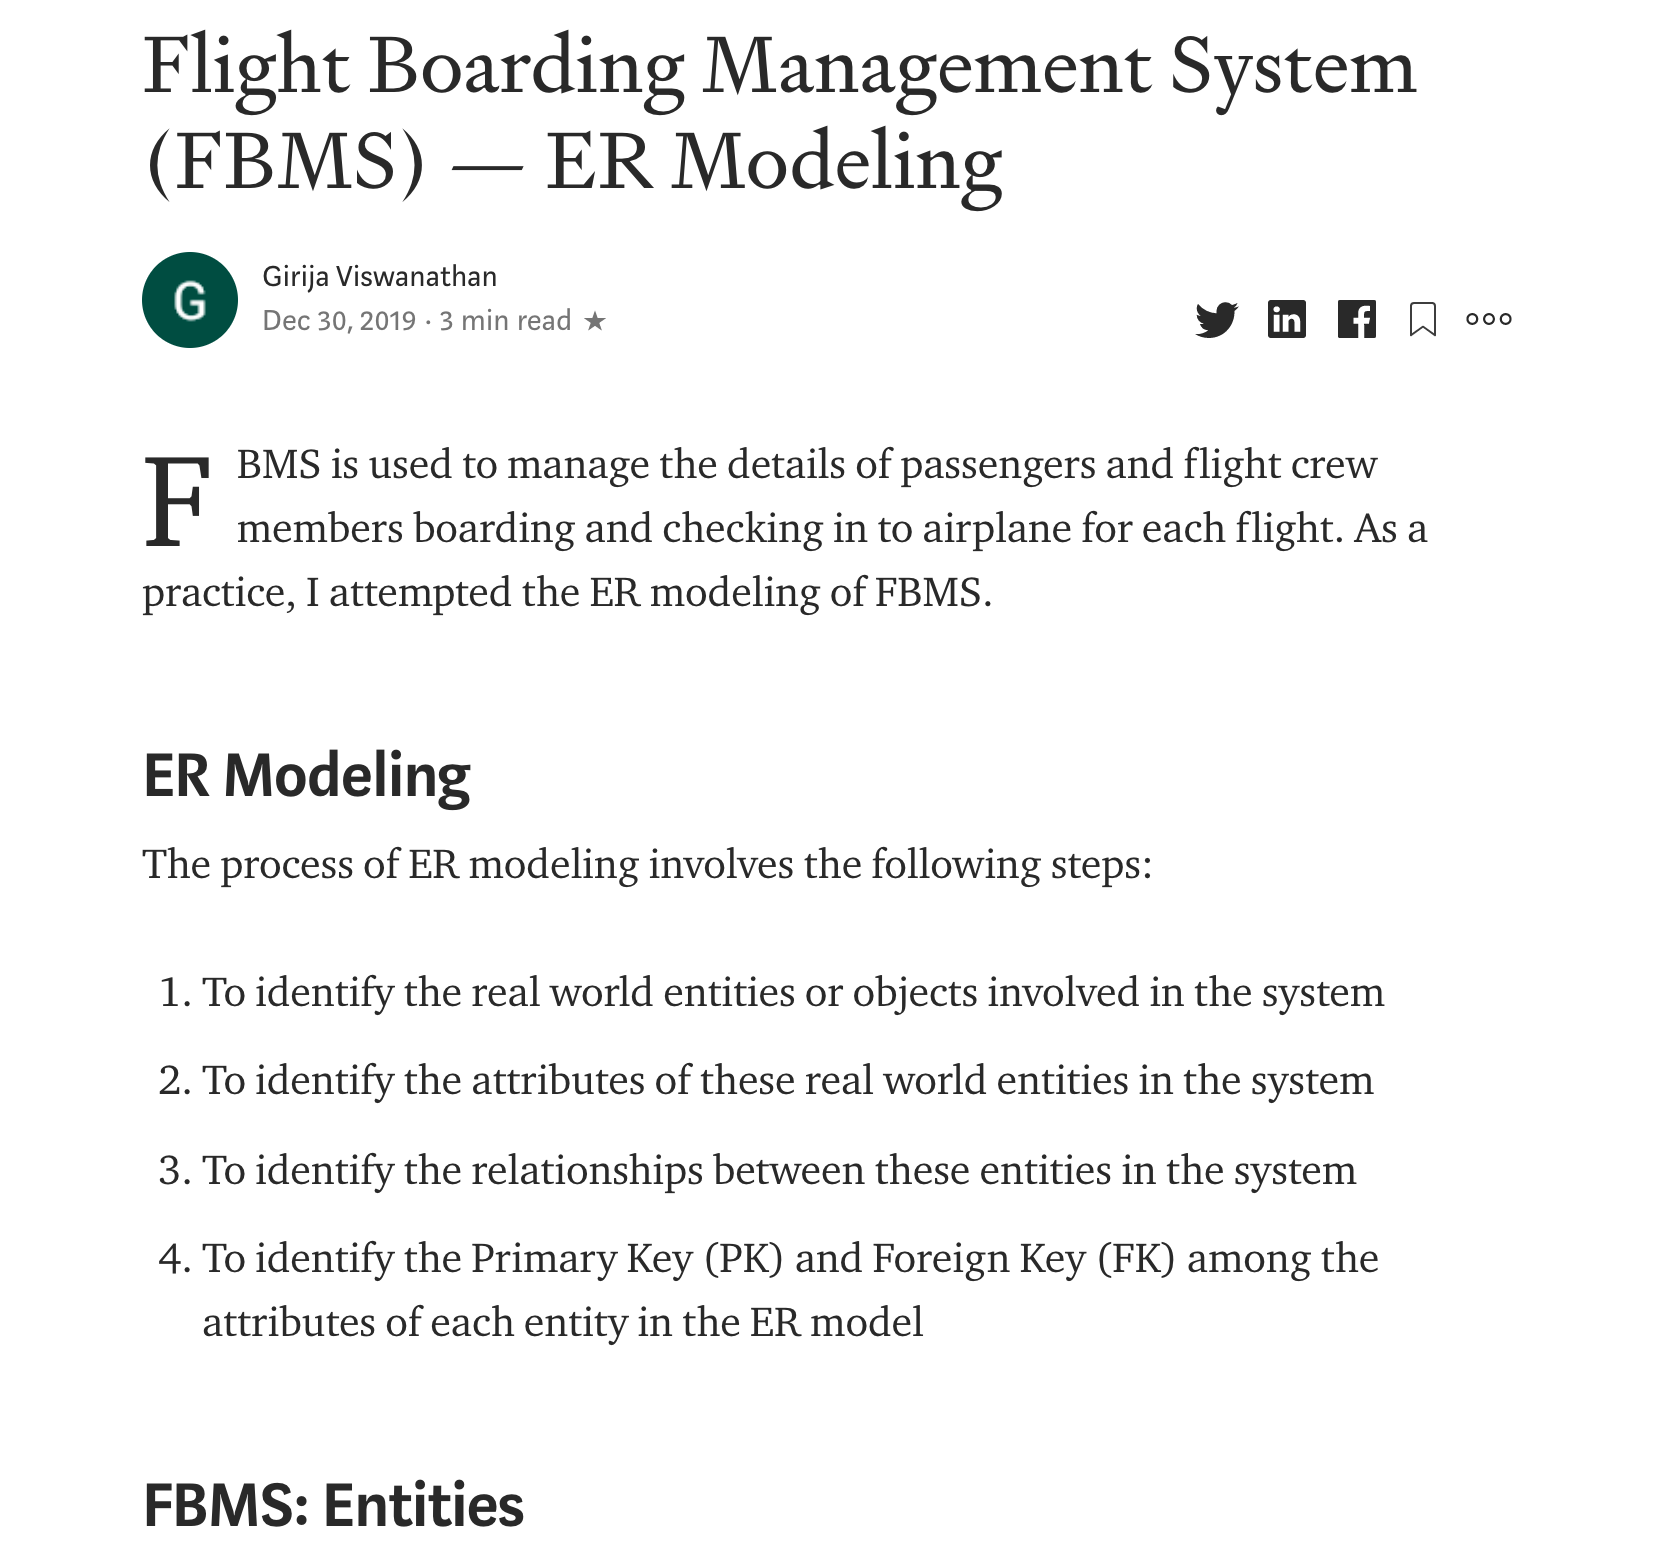 Flight Boarding Management System
(FBMS) — ER Modeling
G
Girija Viswanathan
Dec 30, 2019 · 3 min read ★
in
f
FBMS is used to manage the details of passengers and flight crew
members boarding and checking in to airplane for each flight. As a
practice, I attempted the ER modeling of FBMS.
ER Modeling
The process of ER modeling involves the following steps:
1. To identify the real world entities or objects involved in the system
2. To identify the attributes of these real world entities in the system
3. To identify the relationships between these entities in the system
4. To identify the Primary Key (PK) and Foreign Key (FK) among the
attributes of each entity in the ER model
FBMS: Entities